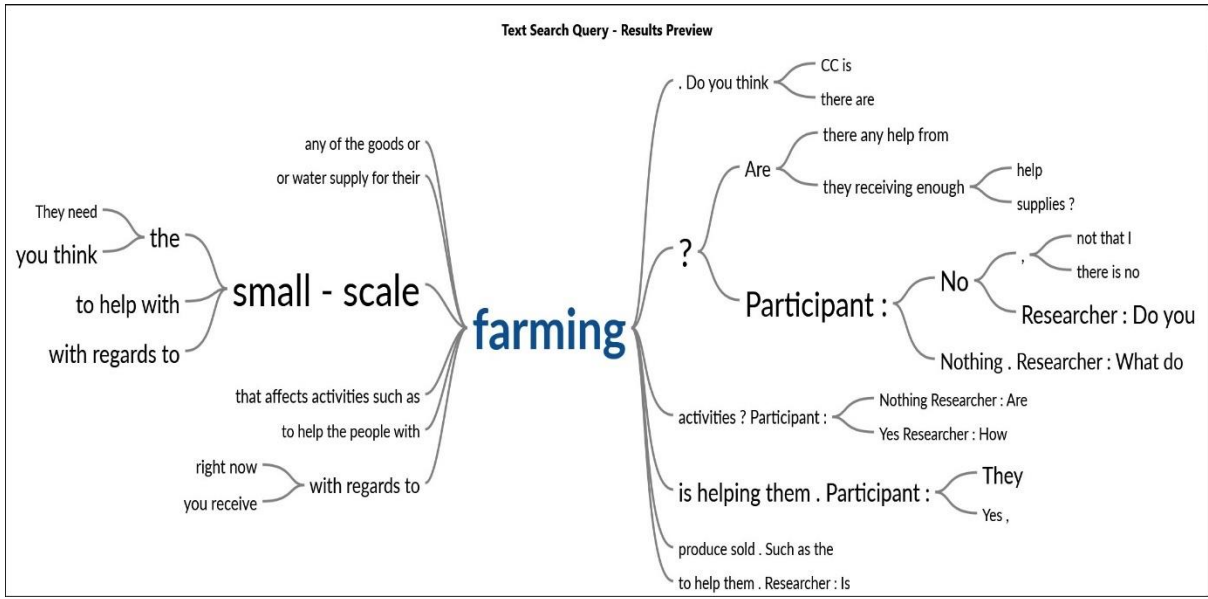 Text Search Query - Results Preview
any of the goods or
or water supply for their
They need
you think
the
to help with
with regards to
small - scale
that affects activities such as
to help the people with
right now
you receive
with regards to
farming
. Do you think
CC is
there are
?
Are
there any help from
they receiving enough
help
supplies ?
Participant :
No
,
not that I
there is no
Researcher : Do you
Nothing . Researcher : What do
activities ? Participant :
Nothing Researcher : Are
Yes Researcher : How
is helping them . Participant :
They
Yes ,
produce sold . Such as the
to help them . Researcher : Is